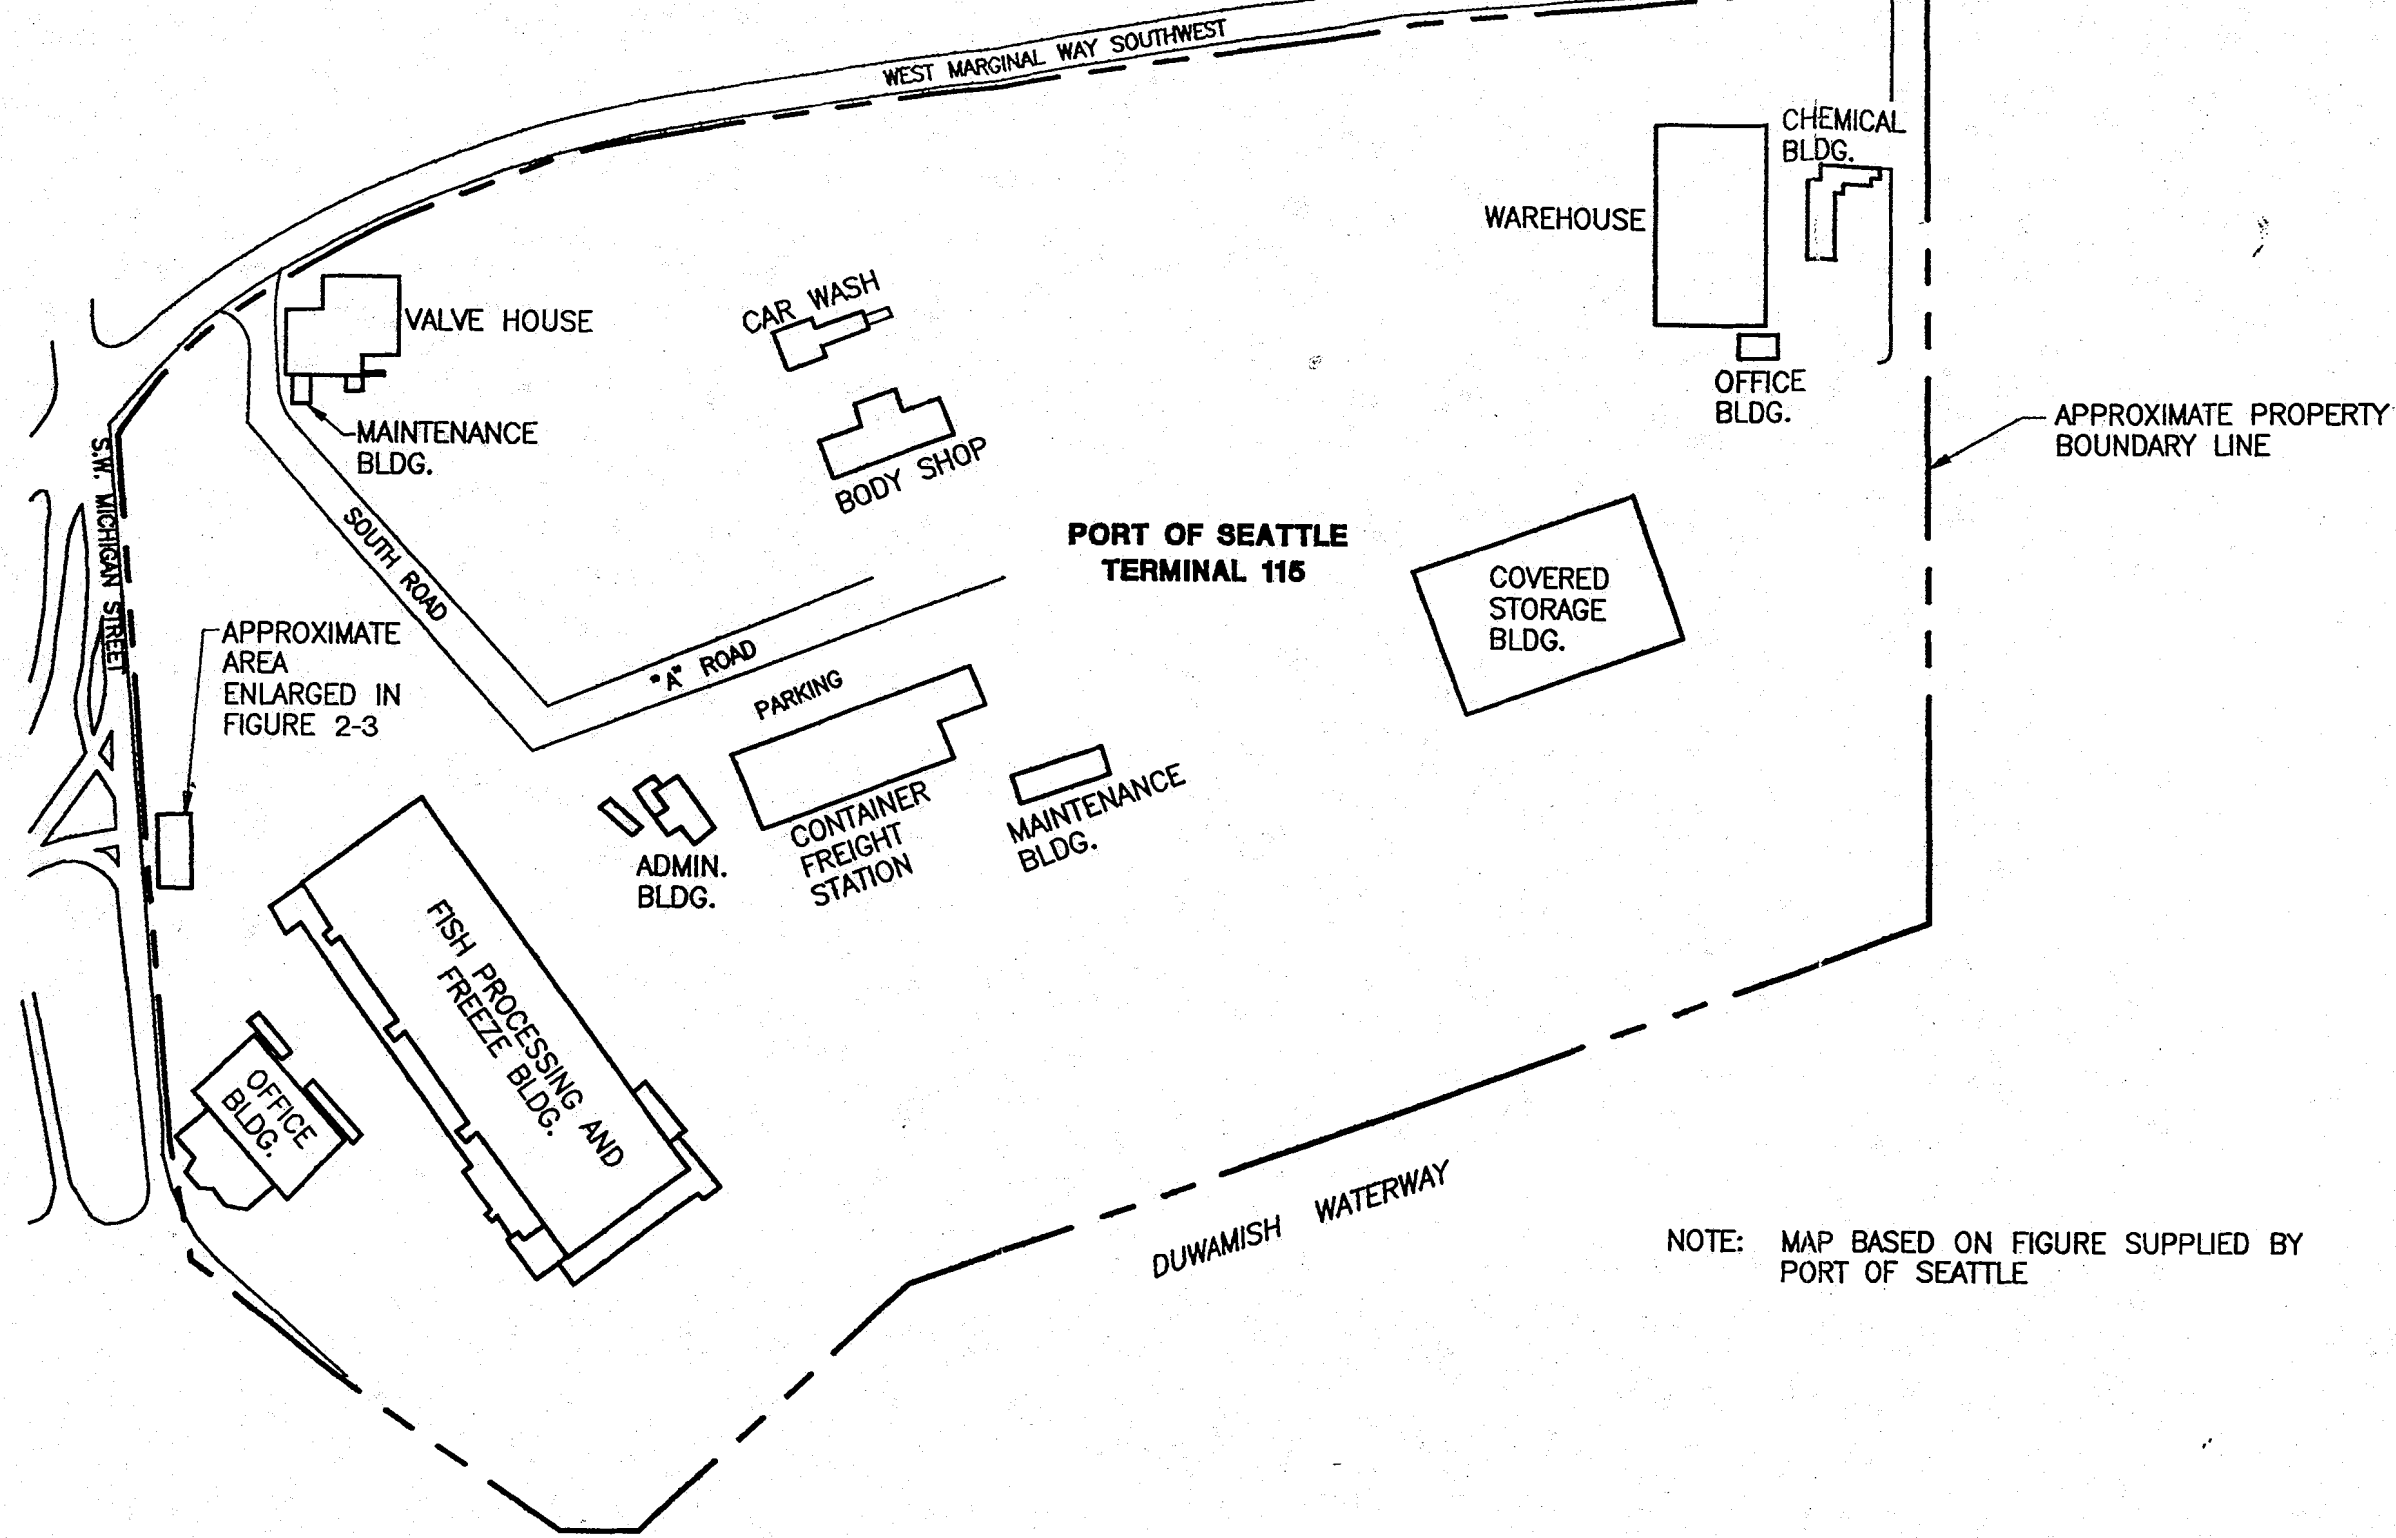 WEST MARGINAL WAY SOUTHWEST
CHEMICAL
BLDG.
WAREHOUSE
VALVE HOUSE
CAR WASH
OFFICE
BLDG.
MAINTENANCE
BLDG.
APPROXIMATE PROPERTY
BOUNDARY LINE
BODY SHOP
S.W. MICHIGAN STREET
SOUTH ROAD
PORT OF SEATTLE
TERMINAL 115
COVERED
STORAGE
BLDG.
APPROXIMATE
AREA
ENLARGED IN
FIGURE 2-3
"A" ROAD
PARKING
CONTAINER
FREIGHT
STATION
MAINTENANCE
BLDG.
ADMIN.
BLDG.
FISH PROCESSING AND
FREEZE BLDG.
OFFICE
BLDG.
DUWAMISH WATERWAY
NOTE: MAP BASED ON FIGURE SUPPLIED BY
PORT OF SEATTLE